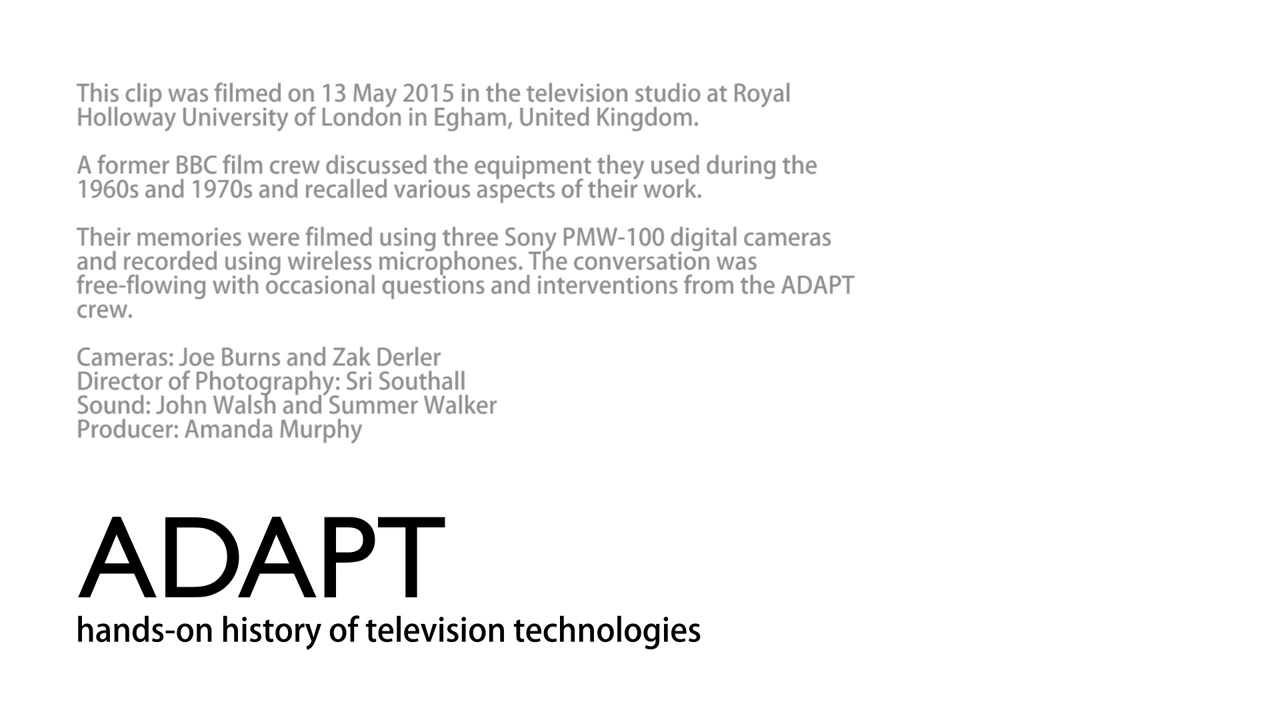 This clip was filmed on 13 May 2015 in the television studio at Royal
Holloway University of London in Egham, United Kingdom.
A former BBC film crew discussed the equipment they used during the
1960s and 1970s and recalled various aspects of their work.
Their memories were filmed using three Sony PMW-100 digital cameras
and recorded using wireless microphones. The conversation was
free-flowing with occasional questions and interventions from the ADAPT
crew.
Cameras: Joe Burns and Zak Derler
Director of Photography: Sri Southall
Sound: John Walsh and Summer Walker
Producer: Amanda Murphy
ADAPT
hands-on history of television technologies